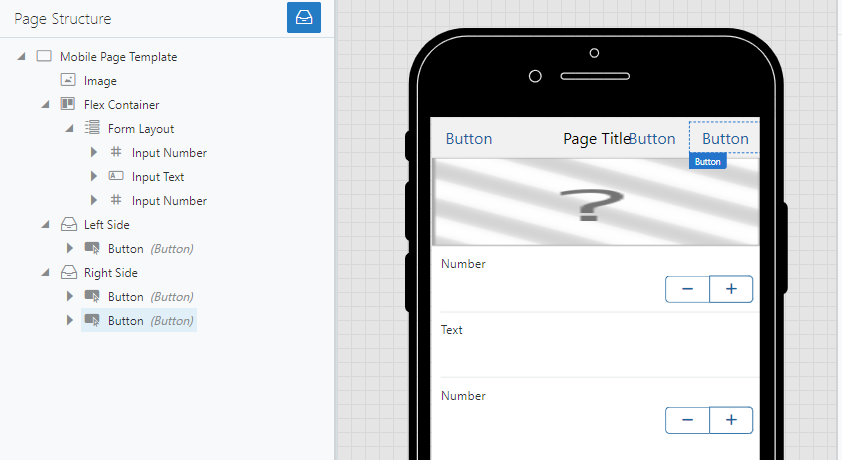 Page Structure
Mobile Page Template
Image
Flex Container
Form Layout
Input Number
Input Text
Input Number
Left Side
Button (Button)
Right Side
Button (Button)
Button (Button)
Button Page Title Button Button
Button
?
Number
− +
Text
Number
− +